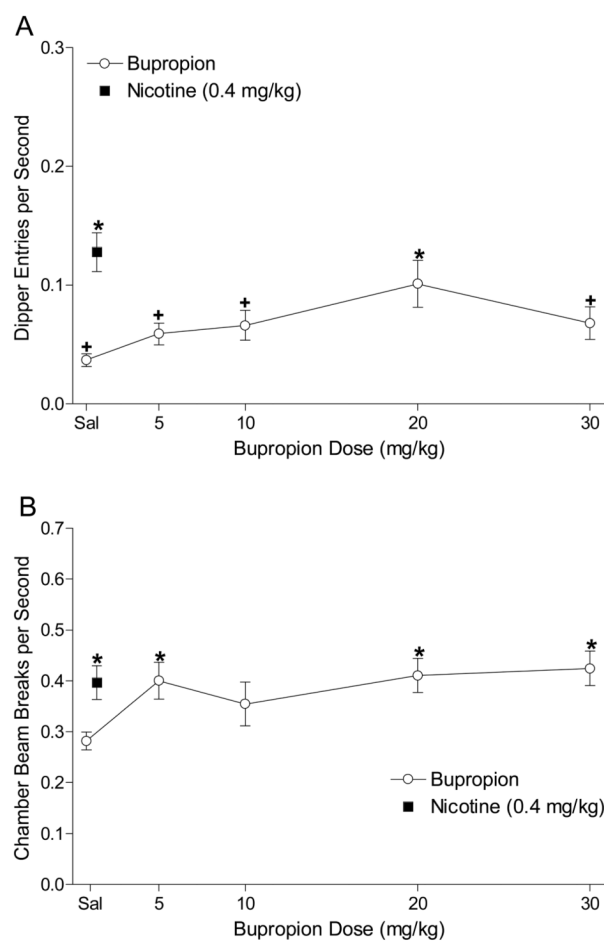 A
0.3
Bupropion
Nicotine (0.4 mg/kg)
0.2
Dipper Entries per Second
*
*
0.1
+
+
+
+
0.0
Sal 5 10 20 30
Bupropion Dose (mg/kg)
B
0.7
0.6
Chamber Beam Breaks per Second
0.5
* * * *
0.4
0.3
Bupropion
0.2
Nicotine (0.4 mg/kg)
0.1
0.0
Sal 5 10 20 30
Bupropion Dose (mg/kg)